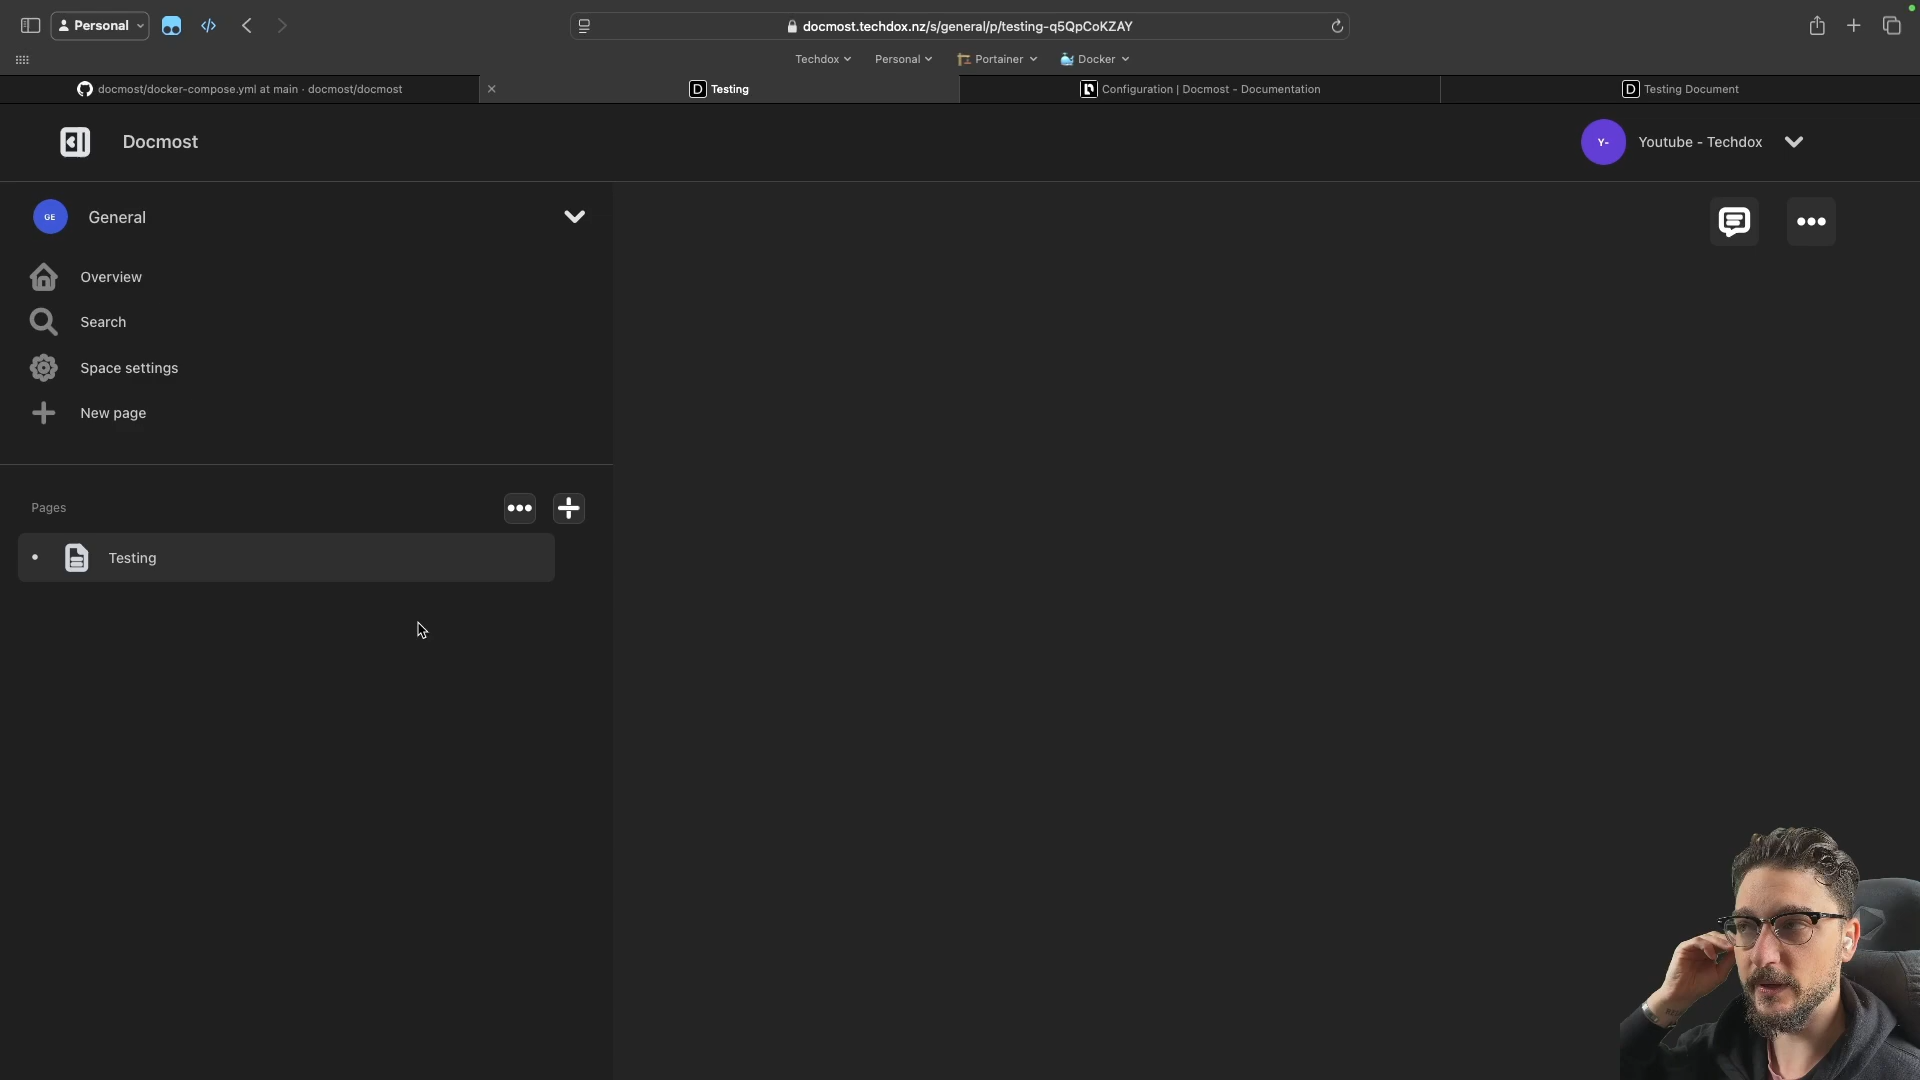 Personal
docmost.techdox.nz/s/general/p/testing-q5QpCoKZAY
Techdox
Personal
Portainer
Docker
docmost/docker-compose.yml at main · docmost/docmost
Testing
Configuration | Docmost - Documentation
Testing Document
Docmost
Y-
Youtube - Techdox
GE
General
Overview
Search
Space settings
New page
Pages
Testing